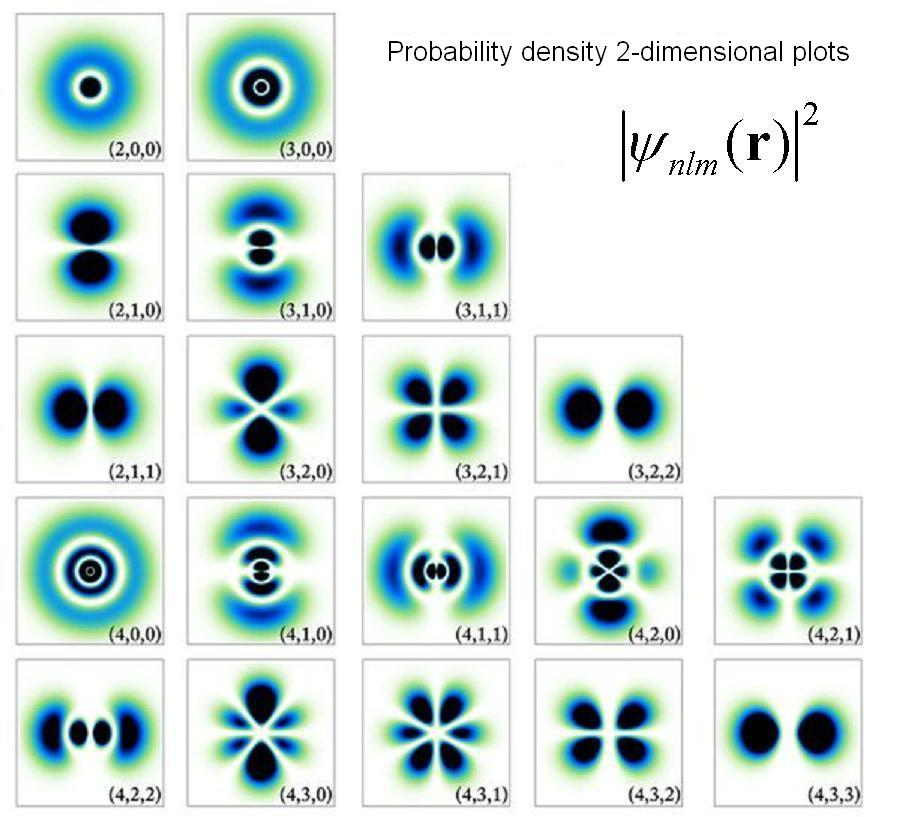 Probability density 2-dimensional plots
|ψnlm(r)|²
(2,0,0) (3,0,0)
(2,1,0) (3,1,0) (3,1,1)
(2,1,1) (3,2,0) (3,2,1) (3,2,2)
(4,0,0) (4,1,0) (4,1,1) (4,2,0) (4,2,1)
(4,2,2) (4,3,0) (4,3,1) (4,3,2) (4,3,3)